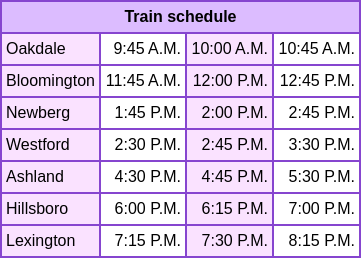 Train schedule
Oakdale 9:45 A.M. 10:00 A.M. 10:45 A.M.
Bloomington 11:45 A.M. 12:00 P.M. 12:45 P.M.
Newberg 1:45 P.M. 2:00 P.M. 2:45 P.M.
Westford 2:30 P.M. 2:45 P.M. 3:30 P.M.
Ashland 4:30 P.M. 4:45 P.M. 5:30 P.M.
Hillsboro 6:00 P.M. 6:15 P.M. 7:00 P.M.
Lexington 7:15 P.M. 7:30 P.M. 8:15 P.M.